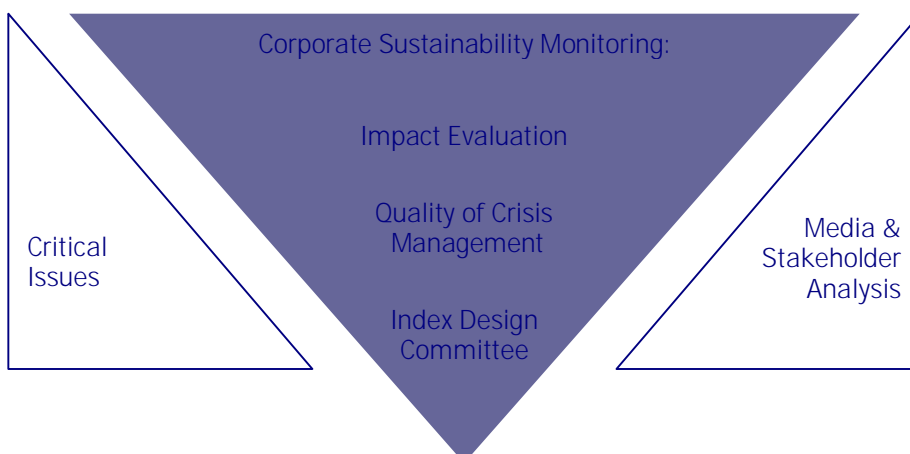 Corporate Sustainability Monitoring:
Impact Evaluation
Quality of Crisis
Management
Index Design
Committee
Critical
Issues
Media &
Stakeholder
Analysis